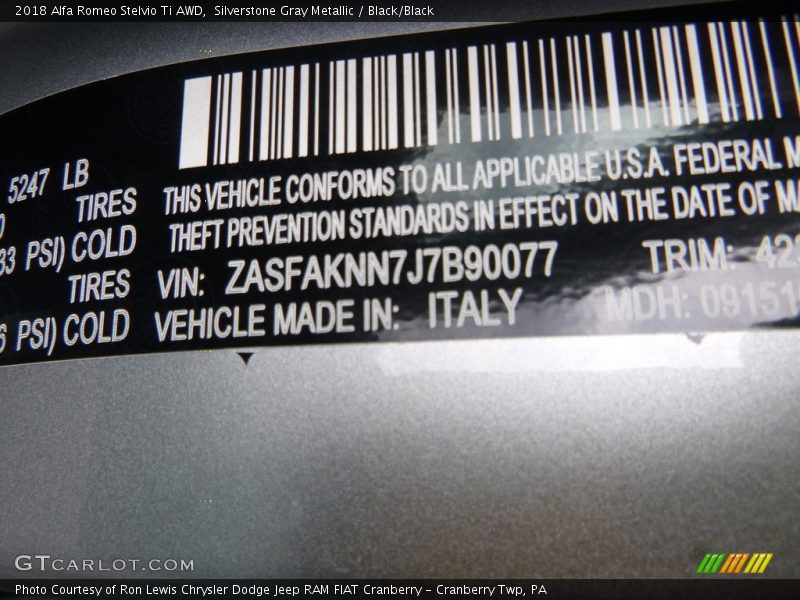 2018 Alfa Romeo Stelvio Ti AWD, Silverstone Gray Metallic / Black/Black
5247 LB
TIRES
PSI) COLD
TIRES
PSI) COLD
THIS VEHICLE CONFORMS TO ALL APPLICABLE U.S.A. FEDERAL
THEFT PREVENTION STANDARDS IN EFFECT ON THE DATE OF
VIN: ZASFAKNN7J7B90077 TRIM:
VEHICLE MADE IN: ITALY MDH: 09151
GTCARLOT.COM
Photo Courtesy of Ron Lewis Chrysler Dodge Jeep RAM FIAT Cranberry – Cranberry Twp, PA